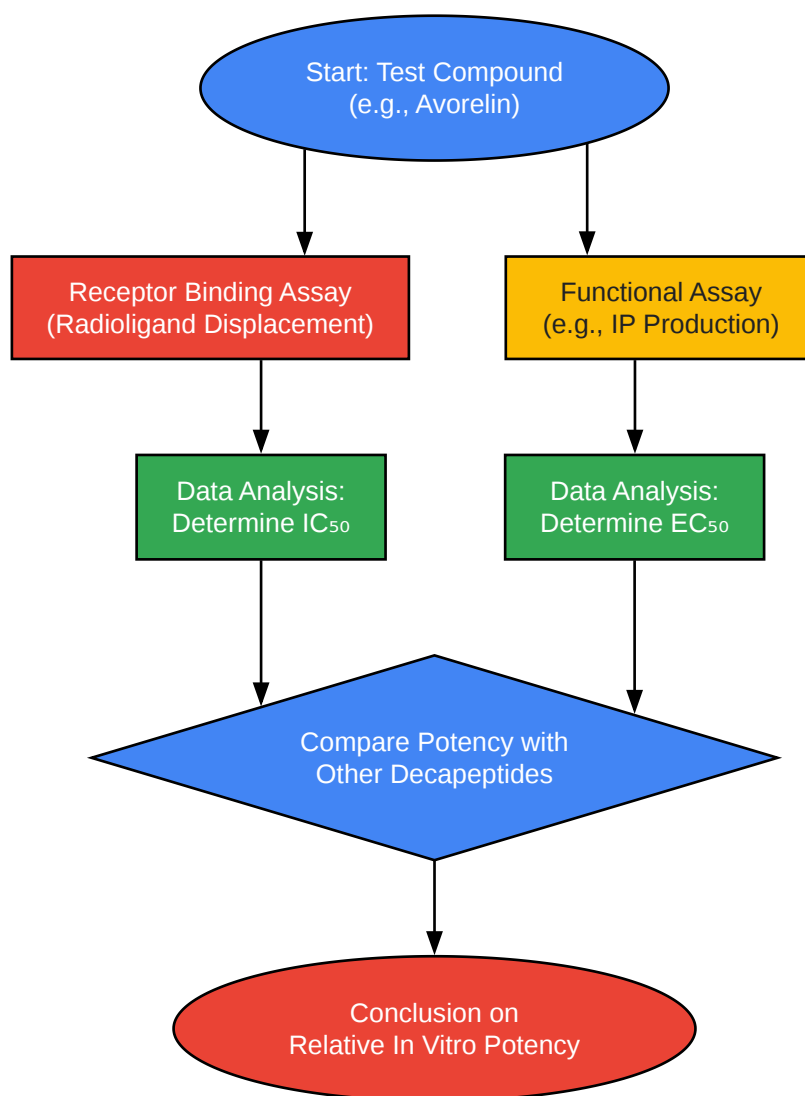 Start: Test Compound
(e.g., Avorelin)
Receptor Binding Assay
(Radioligand Displacement)
Functional Assay
(e.g., IP Production)
Data Analysis:
Determine IC₅₀
Data Analysis:
Determine EC₅₀
Compare Potency with
Other Decapeptides
Conclusion on
Relative In Vitro Potency